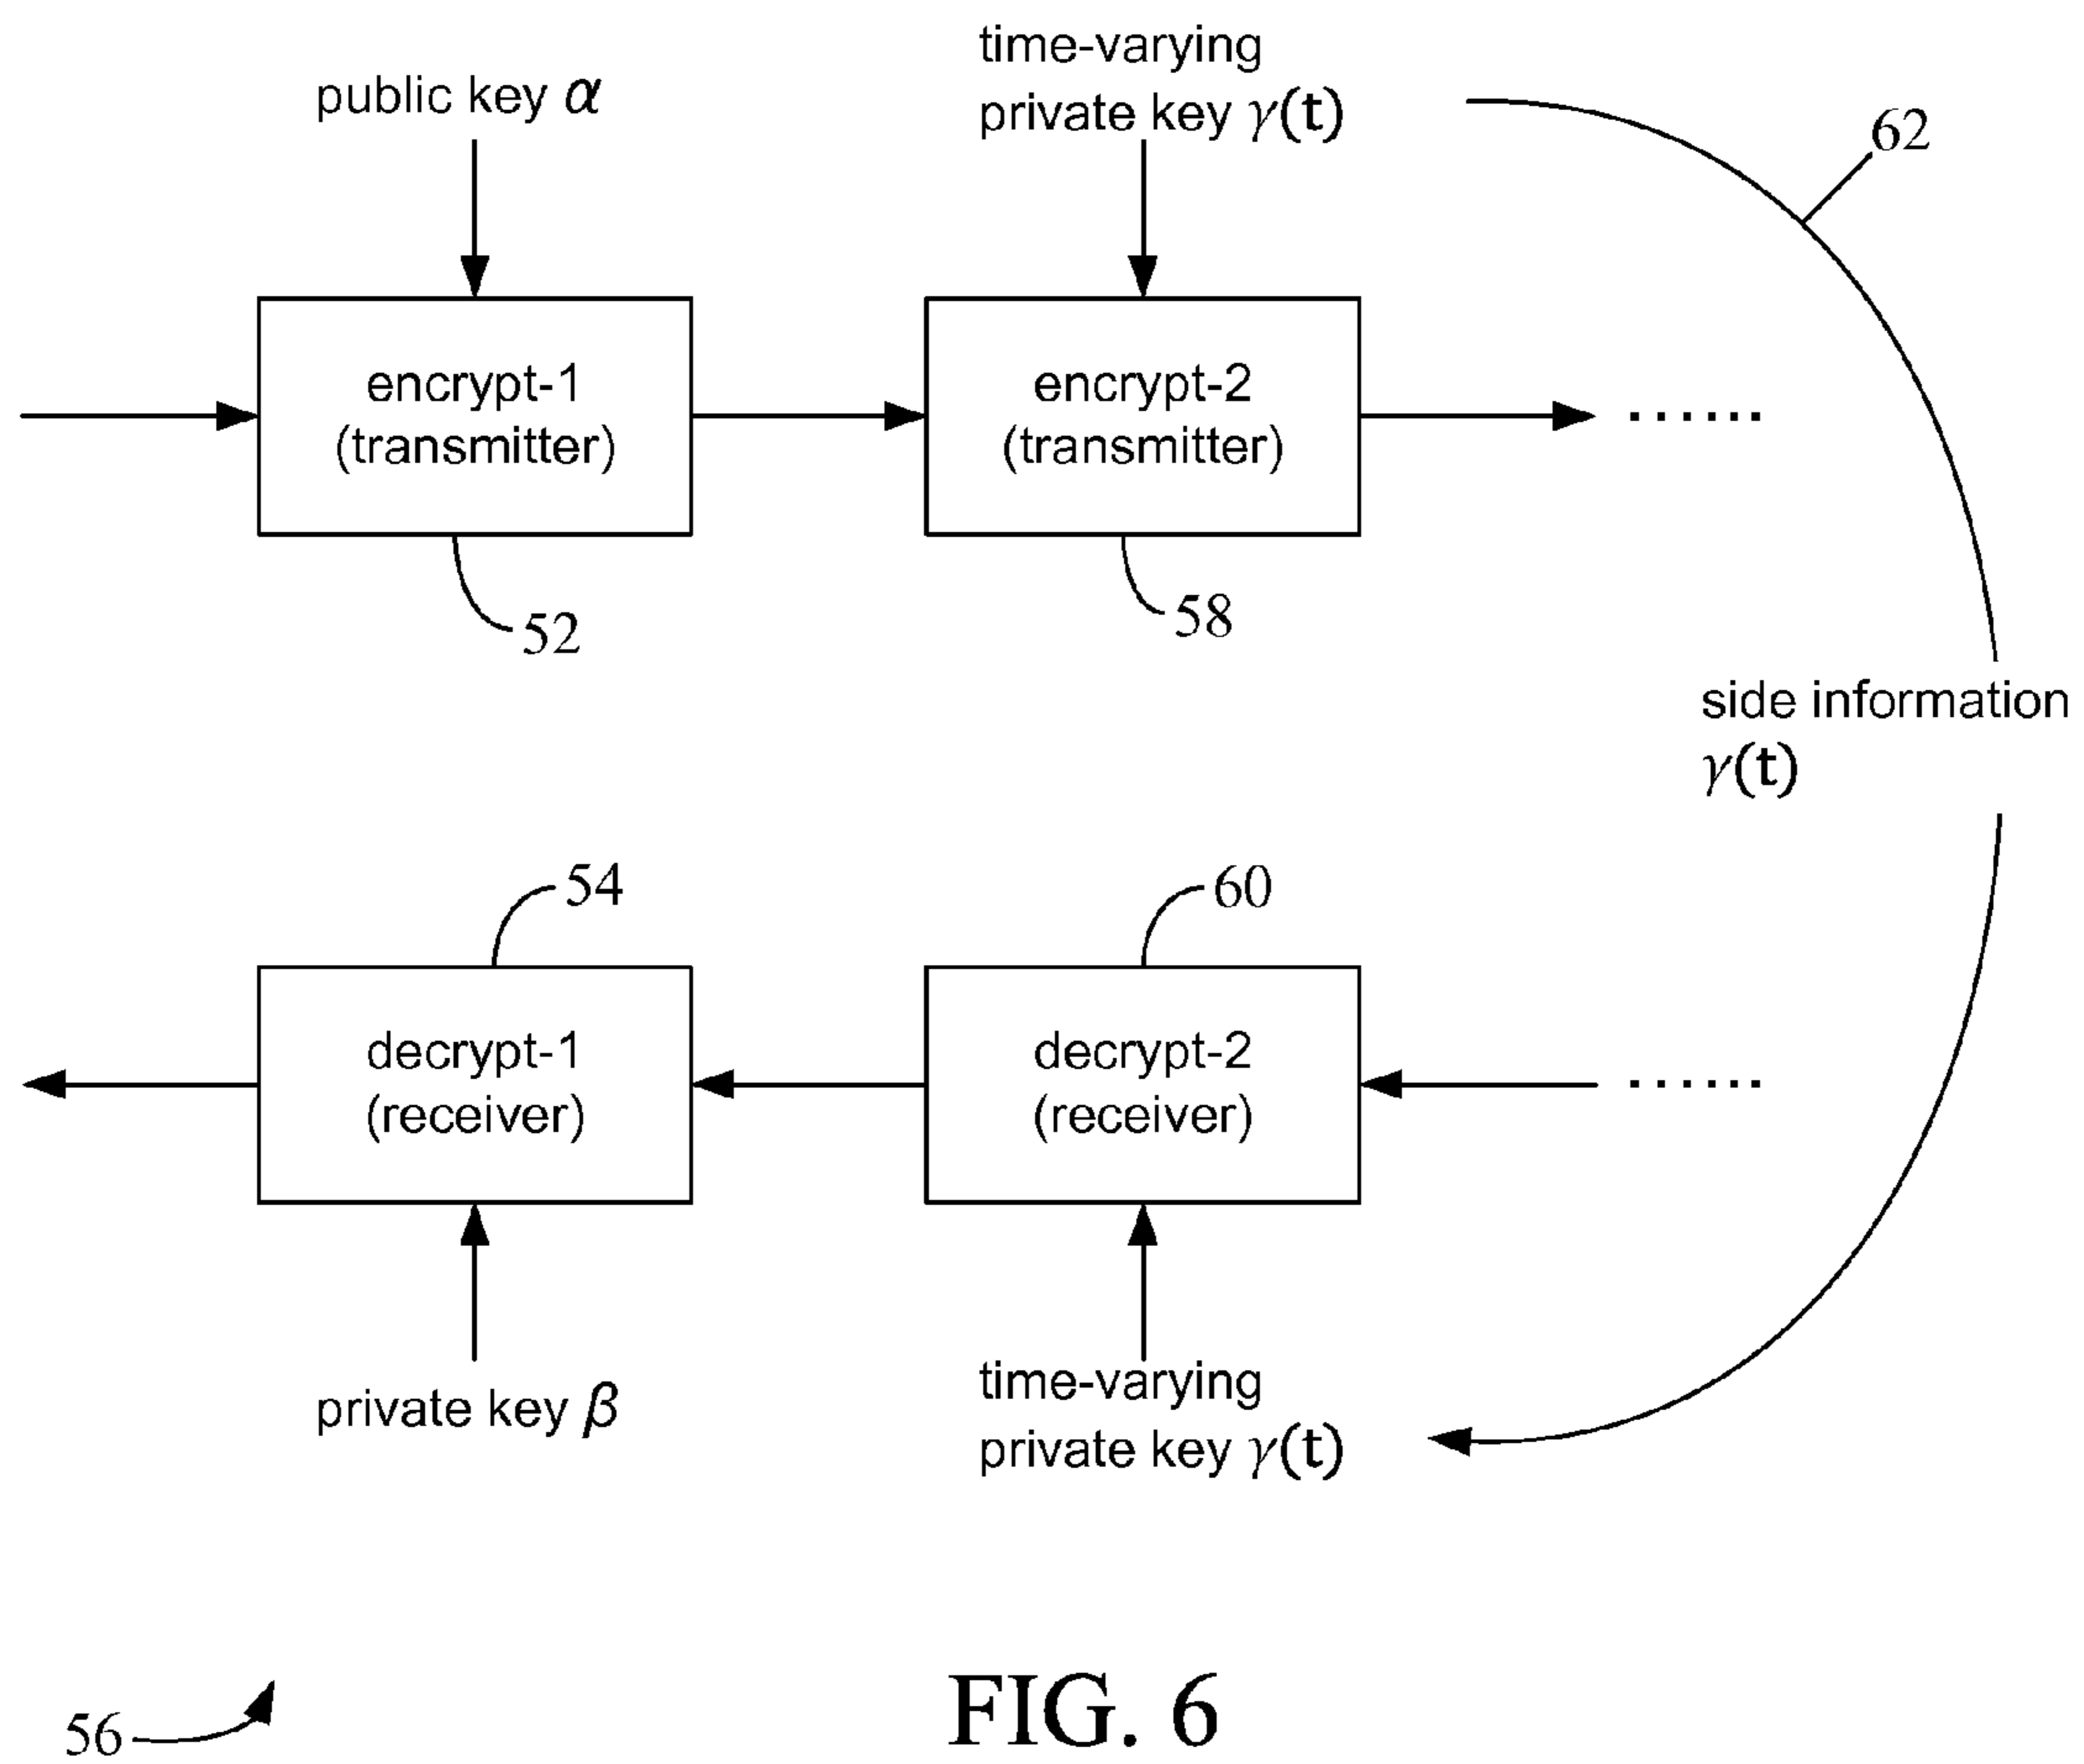 public key α
time-varying
private key γ(t)
62
encrypt-1
(transmitter)
encrypt-2
(transmitter)
52
58
side information
γ(t)
54
60
decrypt-1
(receiver)
decrypt-2
(receiver)
private key β
time-varying
private key γ(t)
56
FIG. 6